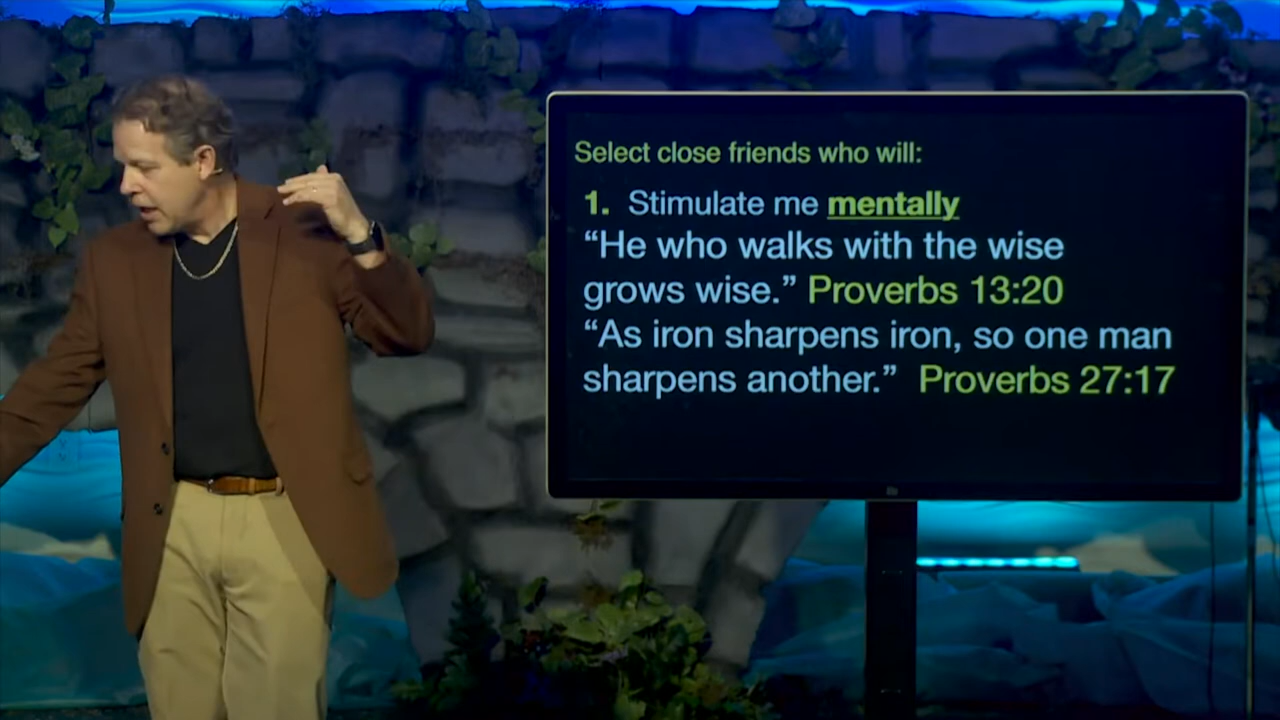 Select close friends who will:
1. Stimulate me mentally
“He who walks with the wise
grows wise.” Proverbs 13:20
“As iron sharpens iron, so one man
sharpens another.” Proverbs 27:17